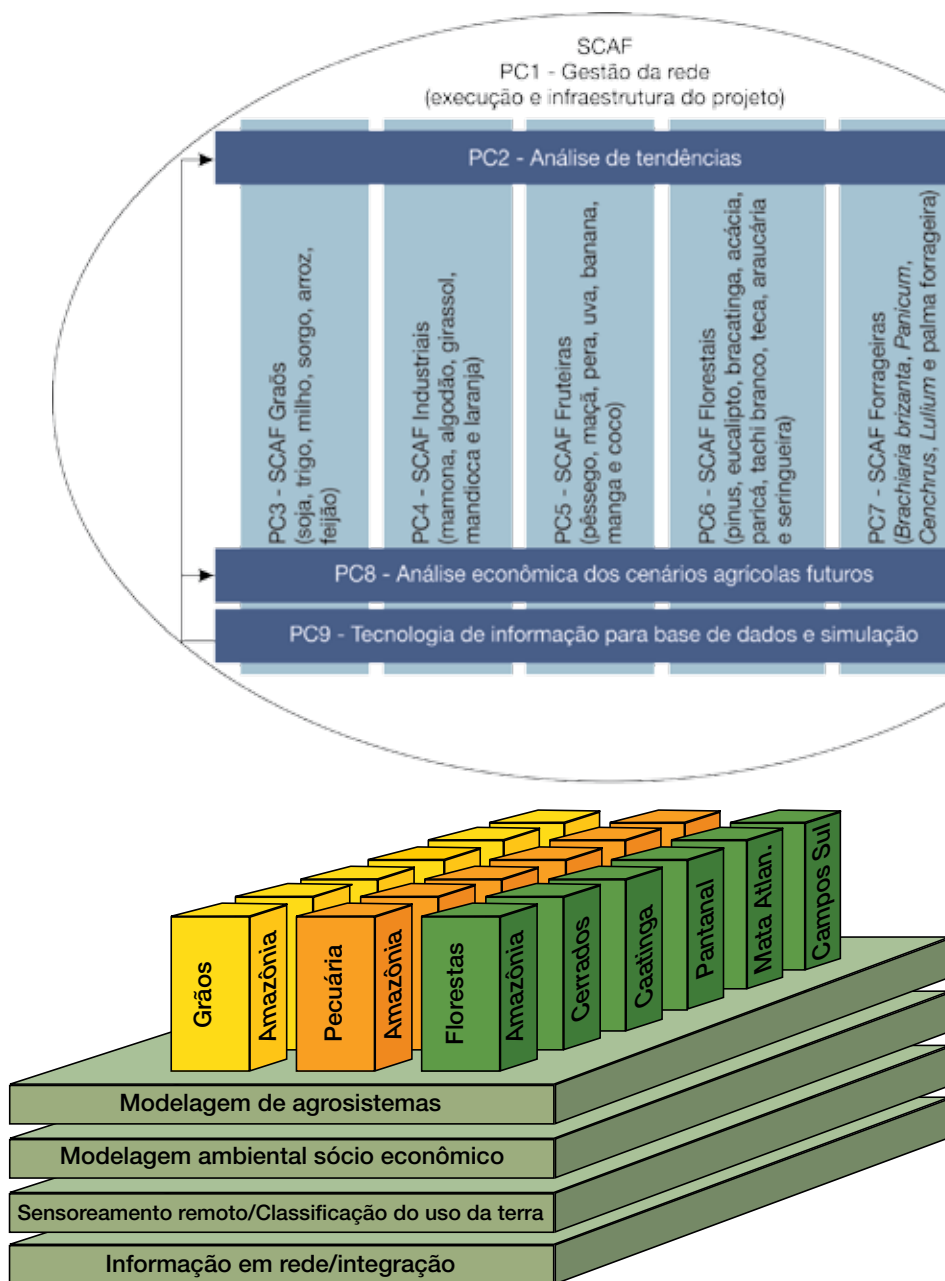 SCAF
PC1 - Gestão da rede
(execução e infraestrutura do projeto)
PC2 - Análise de tendências
PC3 - SCAF Graõs
(soja, trigo, milho, sorgo, arroz,
feijão)
PC4 - SCAF Industriais
(mamona, algodão, girassol,
mandioca e laranja)
PC5 - SCAF Fruteiras
(pêssego, maçã, pera, uva, banana,
manga e coco)
PC6 - SCAF Florestais
(pinus, eucalipto, bracatinga, acácia,
paricá, tachi branco, teca, araucária
e seringueira)
PC7 - SCAF Forrageiras
(Brachiaria brizanta, Panicum,
Cenchrus, Lulium e palma forrageira)
PC8 - Análise econômica dos cenários agrícolas futuros
PC9 - Tecnologia de informação para base de dados e simulação
Grãos
Amazônia
Pecuária
Amazônia
Florestas
Amazônia
Cerrados
Caatinga
Pantanal
Mata Atlan.
Campos Sul
Modelagem de agrosistemas
Modelagem ambiental sócio econômico
Sensoreamento remoto/Classificação do uso da terra
Informação em rede/integração